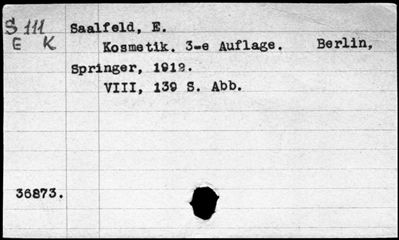 S 111 Saalfeld, E.
E K Kosmetik. 3-e Auflage. Berlin,
Springer, 1912.
VIII, 139 S. Abb.
36873.